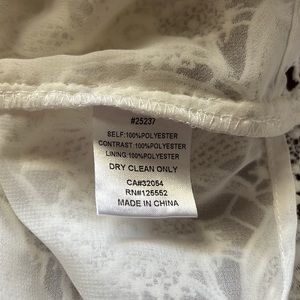 #25237
SELF:100%POLYESTER
CONTRAST:100%POLYESTER
LINING:100%POLYESTER
DRY CLEAN ONLY
CA#32054
RN#125552
MADE IN CHINA